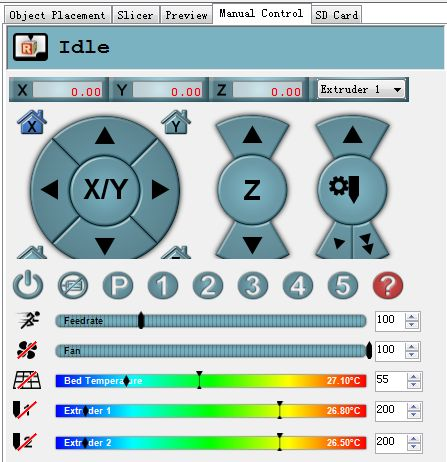 Object Placement Slicer Preview Manual Control SD Card
R Idle
X 0.00 Y 0.00 Z 0.00 Extruder 1
X Y
X/Y Z
P 1 2 3 4 5 ?
Feedrate 100
Fan 100
Bed Temperature 27.10°C 55
1 Extruder 1 26.80°C 200
2 Extruder 2 26.50°C 200